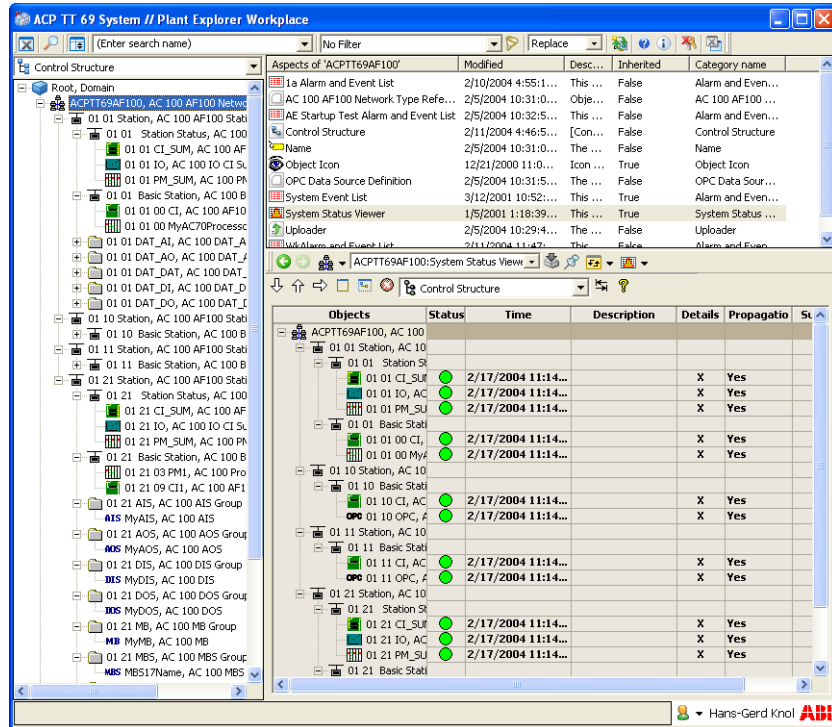 ACP TT 69 System // Plant Explorer Workplace
(Enter search name) No Filter Replace
Control Structure
Root, Domain
ACPTT69AF100, AC 100 AF100 Netwo
01 01 Station, AC 100 AF100 Stati
01 01 Station Status, AC 100
01 01 CI_SUM, AC 100 AF
01 01 IO, AC 100 IO CI Su
01 01 PM_SUM, AC 100 PM
01 01 Basic Station, AC 100 B
01 01 00 CI, AC 100 AF10
01 01 00 MyAC70Processo
01 01 DAT_AI, AC 100 DAT_A
01 01 DAT_AO, AC 100 DAT_A
01 01 DAT_DAT, AC 100 DAT_
01 01 DAT_DI, AC 100 DAT_D
01 01 DAT_DO, AC 100 DAT_D
01 10 Station, AC 100 AF100 Stati
01 10 Basic Station, AC 100 B
01 11 Station, AC 100 AF100 Stati
01 11 Basic Station, AC 100 B
01 21 Station, AC 100 AF100 Stati
01 21 Station Status, AC 100
01 21 CI_SUM, AC 100 AF
01 21 IO, AC 100 IO CI Su
01 21 PM_SUM, AC 100 PM
01 21 Basic Station, AC 100 B
01 21 03 PM1, AC 100 Pro
01 21 09 CI1, AC 100 AF1
01 21 AIS, AC 100 AIS Group
AIS MyAIS, AC 100 AIS
01 21 AOS, AC 100 AOS Group
AOS MyAOS, AC 100 AOS
01 21 DIS, AC 100 DIS Group
DIS MyDIS, AC 100 DIS
01 21 DOS, AC 100 DOS Group
DOS MyDOS, AC 100 DOS
01 21 MB, AC 100 MB Group
MB MyMB, AC 100 MB
01 21 MBS, AC 100 MBS Group
MBS MBS17Name, AC 100 MBS
Aspects of 'ACPTT69AF100' Modified Desc... Inherited Category name
1a Alarm and Event List 2/10/2004 4:55:1... This ... False Alarm and Even...
AC 100 AF100 Network Type Refe... 2/5/2004 10:31:0... Obje... False AC 100 AF100 ...
AE Startup Test Alarm and Event List 2/5/2004 10:32:5... This ... False Alarm and Even...
Control Structure 2/11/2004 4:46:5... [Con... False Control Structure
Name 2/5/2004 10:31:0... The ... False Name
Object Icon 12/21/2000 11:0... Icon ... True Object Icon
OPC Data Source Definition 2/5/2004 10:31:5... The ... False OPC Data Sour...
System Event List 3/12/2001 10:52:... This ... True Alarm and Even...
System Status Viewer 1/5/2001 1:18:39... This ... True System Status ...
Uploader 2/5/2004 10:29:4... The ... False Uploader
WkAlarm and Event List 2/11/2004 11:47:... This ... False Alarm and Even...
ACPTT69AF100:System Status Viewe
Control Structure
Objects Status Time Description Details Propagatio Su
ACPTT69AF100, AC 100
01 01 Station, AC 10
01 01 Station St
01 01 CI_SUI 2/17/2004 11:14... X Yes
01 01 IO, AC 2/17/2004 11:14... X Yes
01 01 PM_SU 2/17/2004 11:14... X Yes
01 01 Basic Stati
01 01 00 CI, 2/17/2004 11:14... X Yes
01 01 00 MyA 2/17/2004 11:14... X Yes
01 10 Station, AC 10
01 10 Basic Stati
01 10 CI, AC 2/17/2004 11:14... X Yes
OPC 01 10 OPC, A 2/17/2004 11:14... X Yes
01 11 Station, AC 10
01 11 Basic Stati
01 11 CI, AC 2/17/2004 11:14... X Yes
OPC 01 11 OPC, A 2/17/2004 11:14... X Yes
01 21 Station, AC 10
01 21 Station St
01 21 CI_SUI 2/17/2004 11:14... X Yes
01 21 IO, AC 2/17/2004 11:14... X Yes
01 21 PM_SU 2/17/2004 11:14... X Yes
01 21 Basic Stati
Hans-Gerd Knol ABB